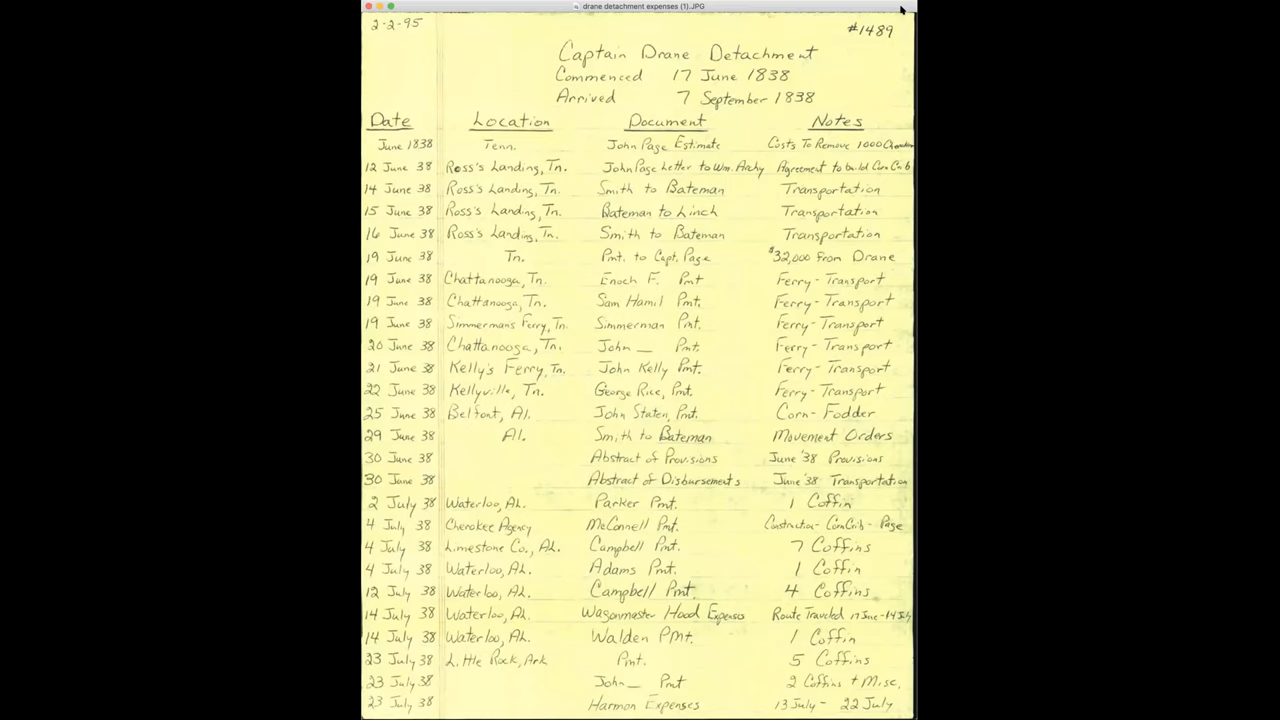 drane detachment expenses (1).JPG
2-2-95
#1489
Captain Drane Detachment
Commenced 17 June 1838
Arrived 7 September 1838
Date Location Document Notes
June 1838 Tenn. John Page Estimate Costs To Remove 1000
12 June 38 Ross's Landing, Tn. John Page Letter to Wm. Archy Agreement to build Corn Crib
14 June 38 Ross's Landing, Tn. Smith to Bateman Transportation
15 June 38 Ross's Landing, Tn. Bateman to Linch Transportation
16 June 38 Ross's Landing, Tn. Smith to Bateman Transportation
19 June 38 Tn. Pmt. to Capt. Page $32,000 From Drane
19 June 38 Chattanooga, Tn. Enoch F. Pmt Ferry-Transport
19 June 38 Chattanooga, Tn. Sam Hamil Pmt. Ferry-Transport
19 June 38 Simmerman's Ferry, Tn. Simmerman Pmt. Ferry-Transport
20 June 38 Chattanooga, Tn. John __ Pmt. Ferry-Transport
21 June 38 Kelly's Ferry, Tn. John Kelly Pmt. Ferry-Transport
22 June 38 Kellyville, Tn. George Rice, Pmt. Ferry-Transport
25 June 38 Belfont, Al. John Staten, Pmt. Corn-Fodder
29 June 38 Al. Smith to Bateman Movement Orders
30 June 38 Abstract of Provisions June '38 Provisions
30 June 38 Abstract of Disbursements June '38 Transportation
2 July 38 Waterloo, AL. Parker Pmt. 1 Coffin
4 July 38 Cherokee Agency McConnell Pmt. Construction-Corn Crib-Page
4 July 38 Limestone Co., AL. Campbell Pmt. 7 Coffins
4 July 38 Waterloo, AL. Adams Pmt. 1 Coffin
12 July 38 Waterloo, AL. Campbell Pmt. 4 Coffins
14 July 38 Waterloo, AL. Wagonmaster Hood Expenses Route Traveled 17 June-14 July
14 July 38 Waterloo, AL. Walden Pmt. 1 Coffin
23 July 38 Little Rock, Ark Pmt. 5 Coffins
23 July 38 John __ Pmt 2 Coffins + Misc.
23 July 38 Harmon Expenses 13 July - 22 July